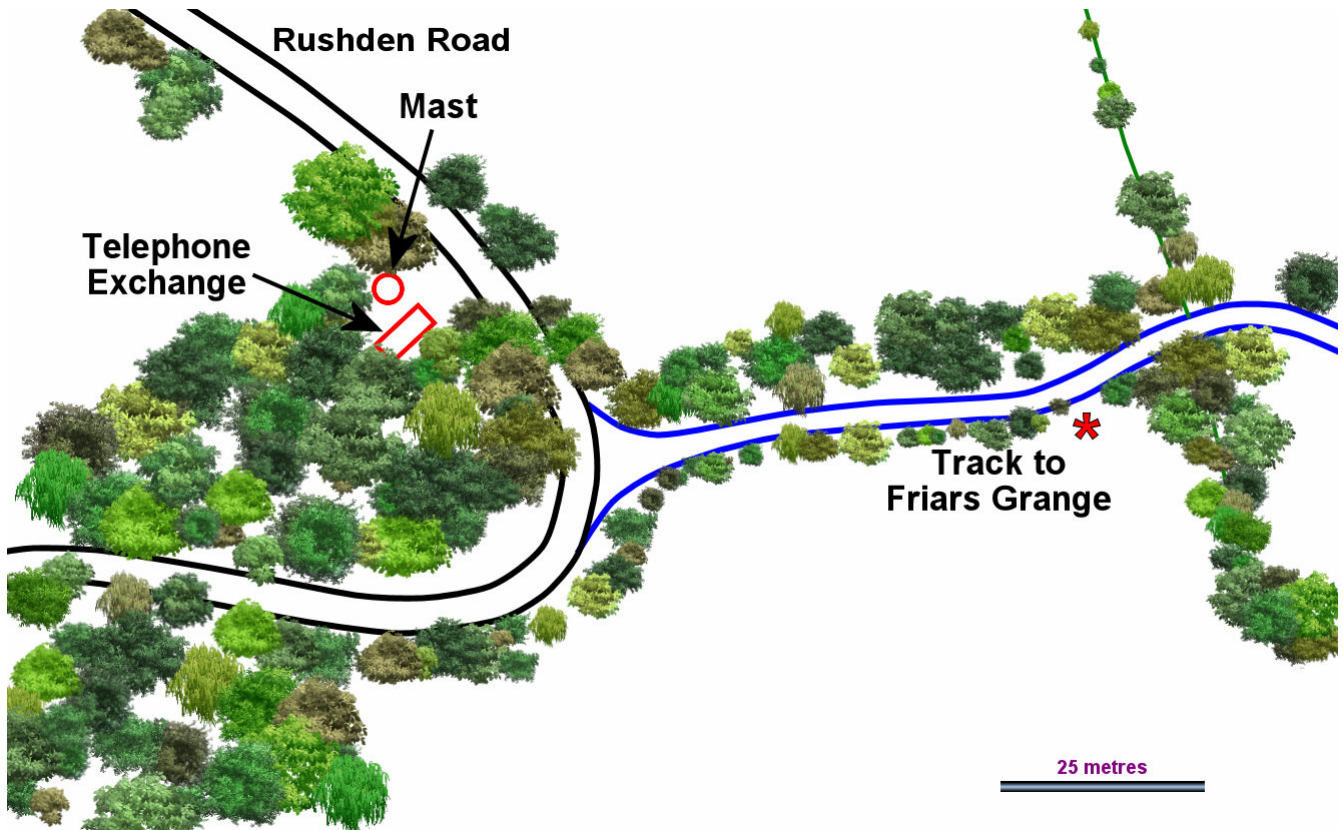 Rushden Road
Mast
Telephone
Exchange
*
Track to
Friars Grange
25 metres